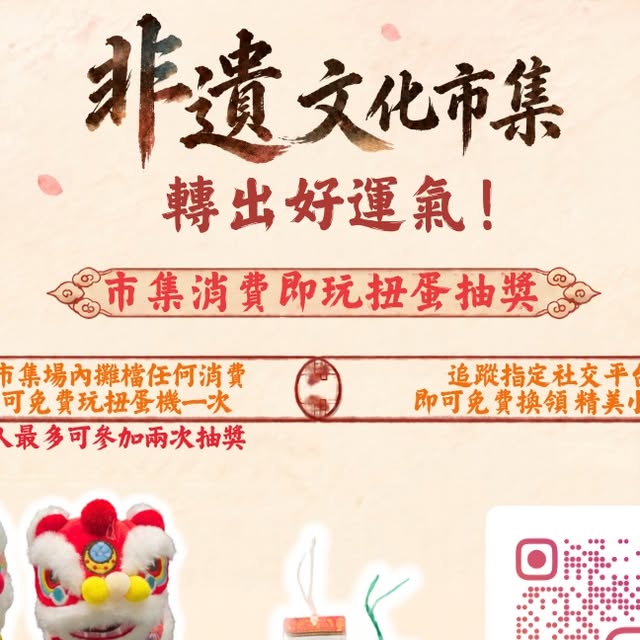 非遺文化市集
轉出好運氣！
市集消費即玩扭蛋抽獎
市集場內攤檔任何消費
可免費玩扭蛋機一次
人最多可參加兩次抽獎
追蹤指定社交平台
即可免費換領精美小